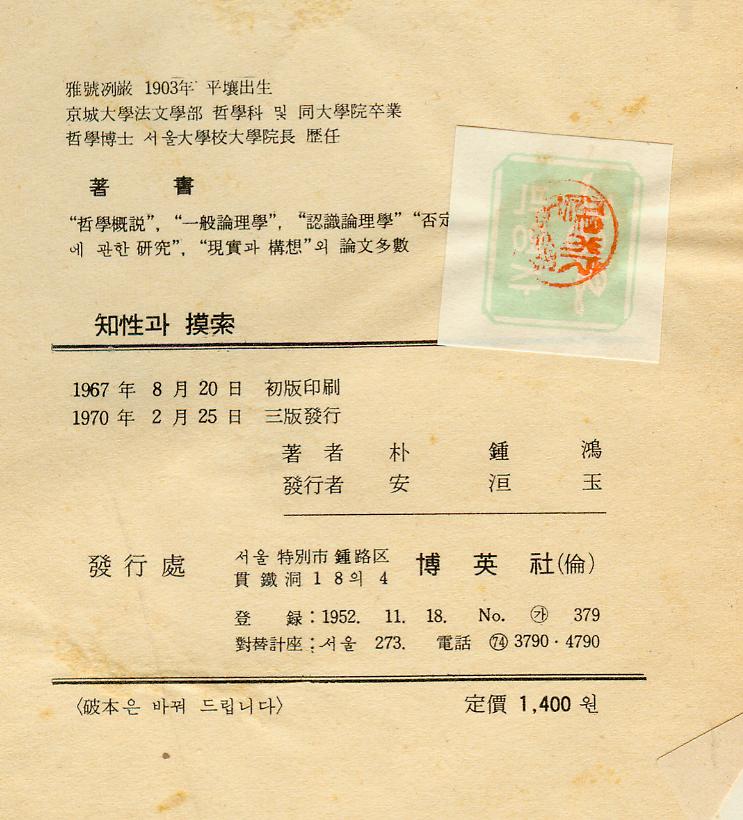 雅號冽巖 1903年 平壤出生
京城大學法文學部 哲學科 및 同大學院卒業
哲學博士 서울大學校大學院長 歷任
著 書
“哲學槪說”, “一般論理學”, “認識論理學” “否定
에 관한 研究”, “現實과 構想”의 論文多數
知性과 摸索
1967 年 8 月 20 日 初版印刷
1970 年 2 月 25 日 三版發行
著 者 朴 鍾 鴻
發行者 安 洹 玉
發 行 處 서울 特別市 鍾路区 博 英 社(倫)
貫 鐵 洞 1 8의 4
登 録 : 1952. 11. 18. No. ㉮ 379
對替計座 : 서울 273. 電話 74 3790 · 4790
〈破本은 바꿔 드립니다〉 定價 1,400 원